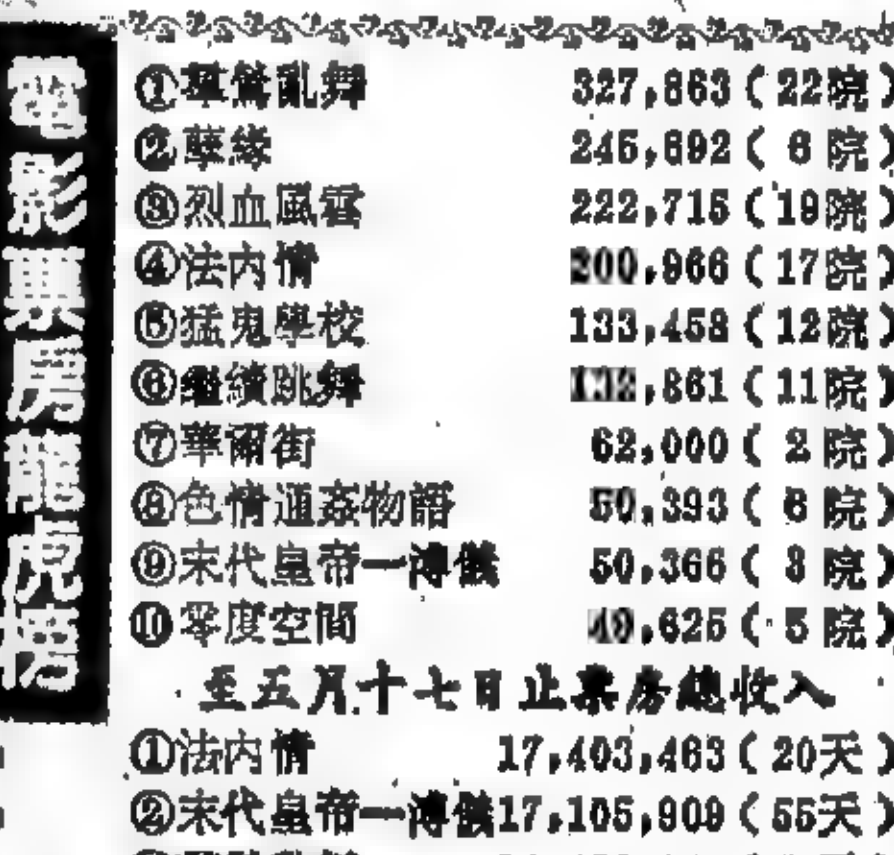 電影票房龍虎榜
①羣鶯亂舞 327,863（22院）
②孽緣 245,692（6院）
③烈血風雲 222,715（19院）
④法內情 200,966（17院）
⑤猛鬼學校 133,458（12院）
⑥繼續跳舞 132,861（11院）
⑦華爾街 62,000（2院）
⑧色情通姦物語 50,393（6院）
⑨末代皇帝一溥儀 50,366（3院）
⑩零度空間 49,625（5院）
至五月十七日止票房總收入
①法內情 17,403,463（20天）
②末代皇帝一溥儀17,105,909（55天）